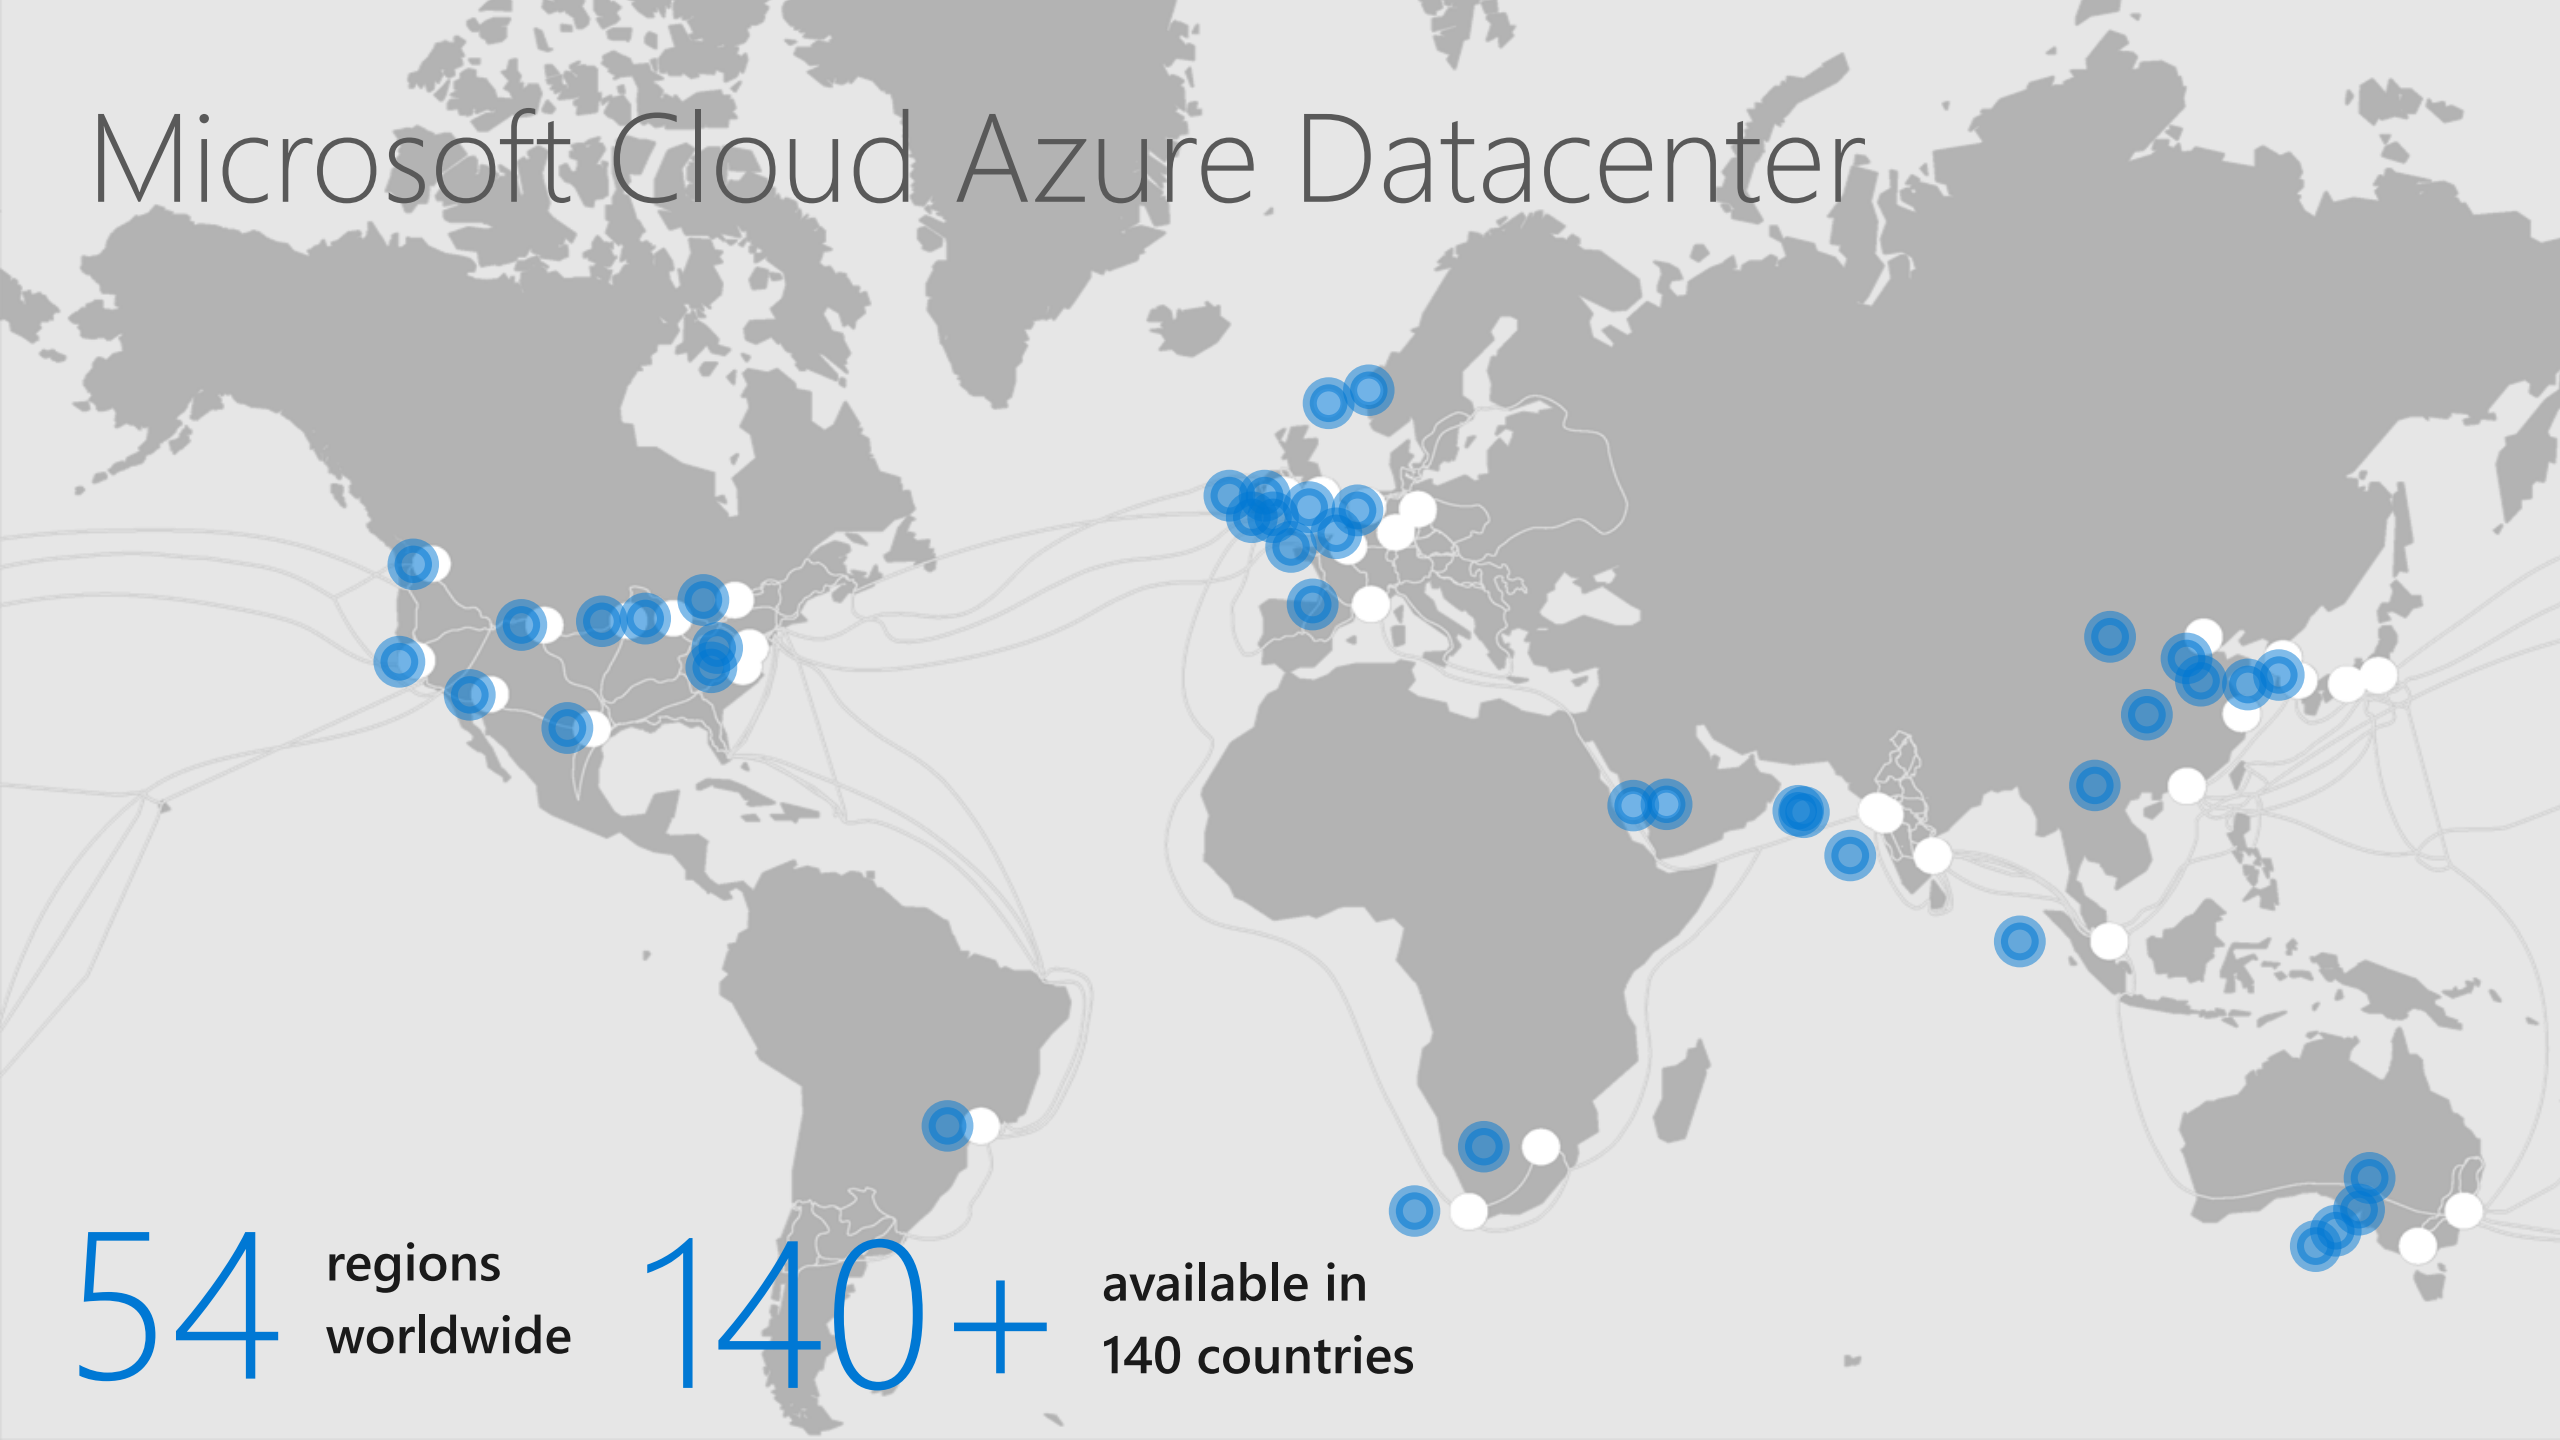 Microsoft Cloud Azure Datacenter
54
regions
worldwide
140+
available in
140 countries